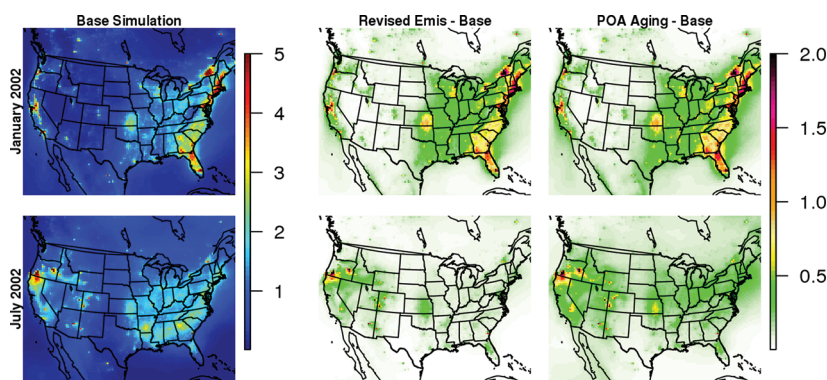 Base Simulation
Revised Emis - Base
POA Aging - Base
January 2002
5
4
3
2
1
2.0
1.5
1.0
0.5
July 2002